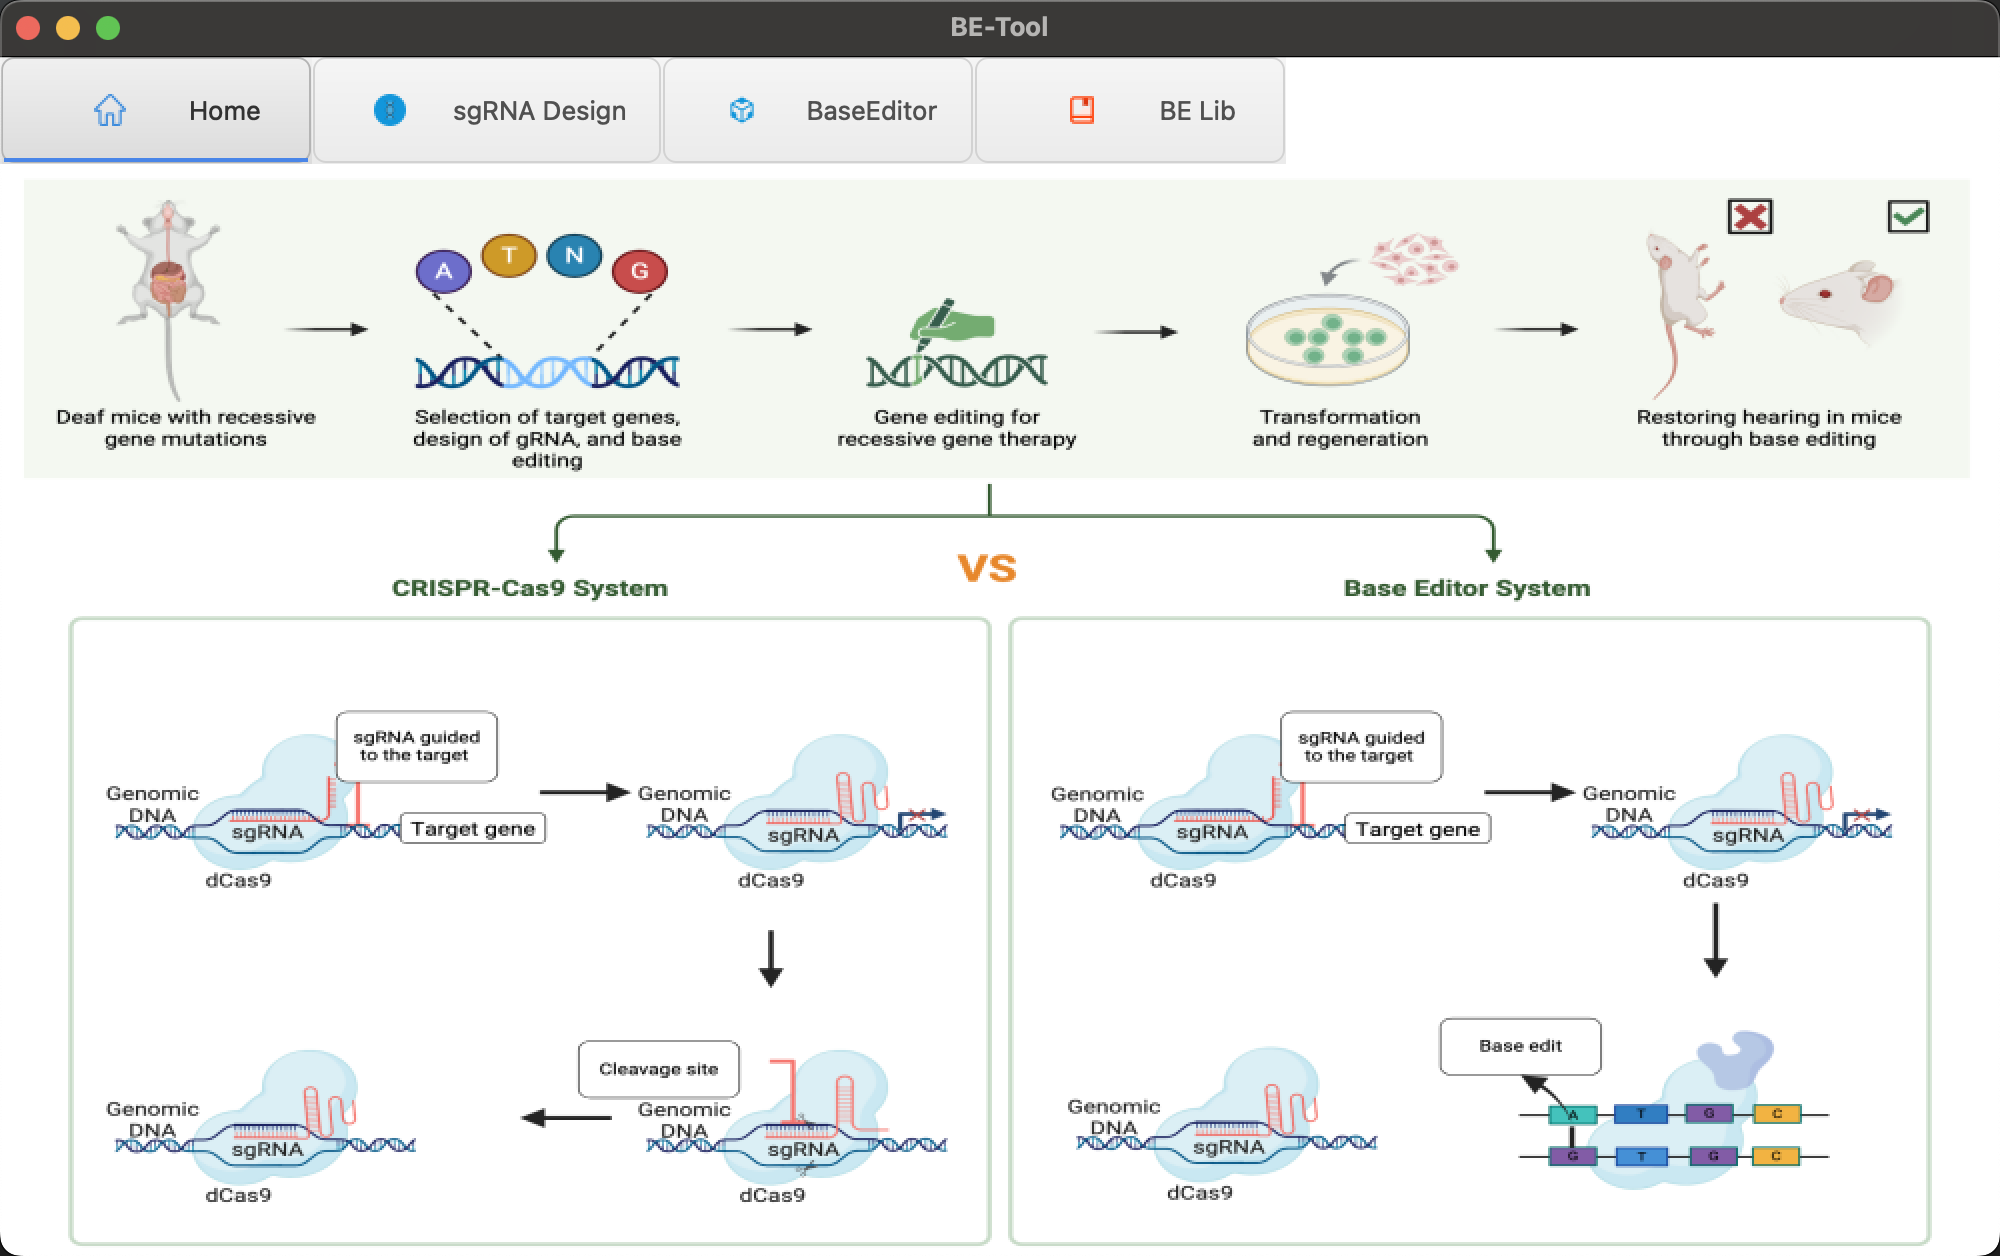 BE-Tool
Home
sgRNA Design
BaseEditor
BE Lib
A
T
N
G
Deaf mice with recessive
gene mutations
Selection of target genes,
design of gRNA, and base
editing
Gene editing for
recessive gene therapy
Transformation
and regeneration
Restoring hearing in mice
through base editing
VS
CRISPR-Cas9 System
Base Editor System
sgRNA guided
to the target
Genomic
DNA
sgRNA
Target gene
dCas9
Genomic
DNA
sgRNA
dCas9
Cleavage site
Genomic
DNA
sgRNA
dCas9
Genomic
DNA
sgRNA
dCas9
sgRNA guided
to the target
Genomic
DNA
sgRNA
Target gene
dCas9
Genomic
DNA
sgRNA
dCas9
Base edit
A T G C
G T G C
Genomic
DNA
sgRNA
dCas9